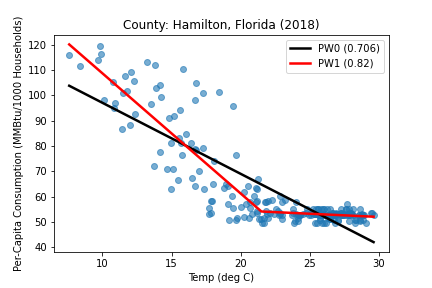 County: Hamilton, Florida (2018)
PW0 (0.706)
PW1 (0.82)
Per-Capita Consumption (MMBtu/1000 Households)
120
110
100
90
80
70
60
50
40
10
15
20
25
30
Temp (deg C)